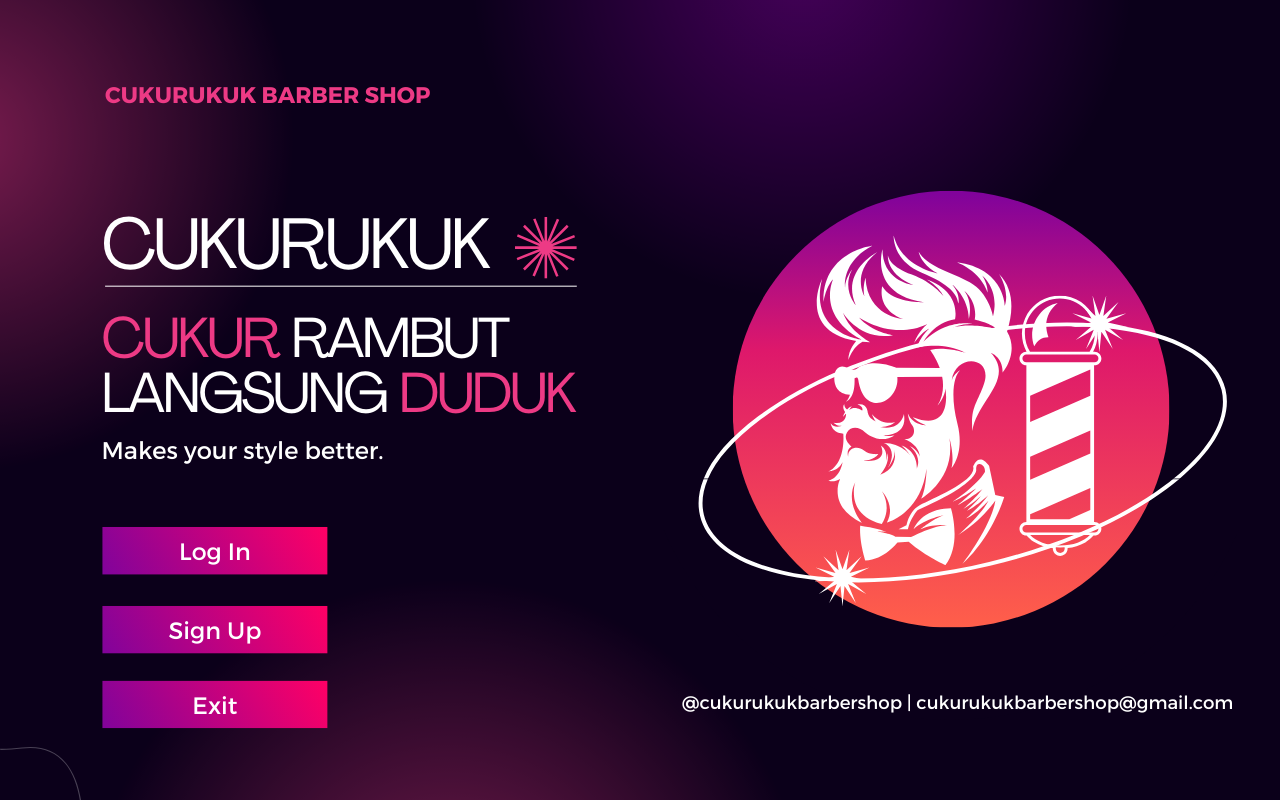 CUKURUKUK BARBER SHOP
CUKURUKUK
CUKUR RAMBUT
LANGSUNG DUDUK
Makes your style better.
Log In
Sign Up
Exit
@cukurukukbarbershop | cukurukukbarbershop@gmail.com